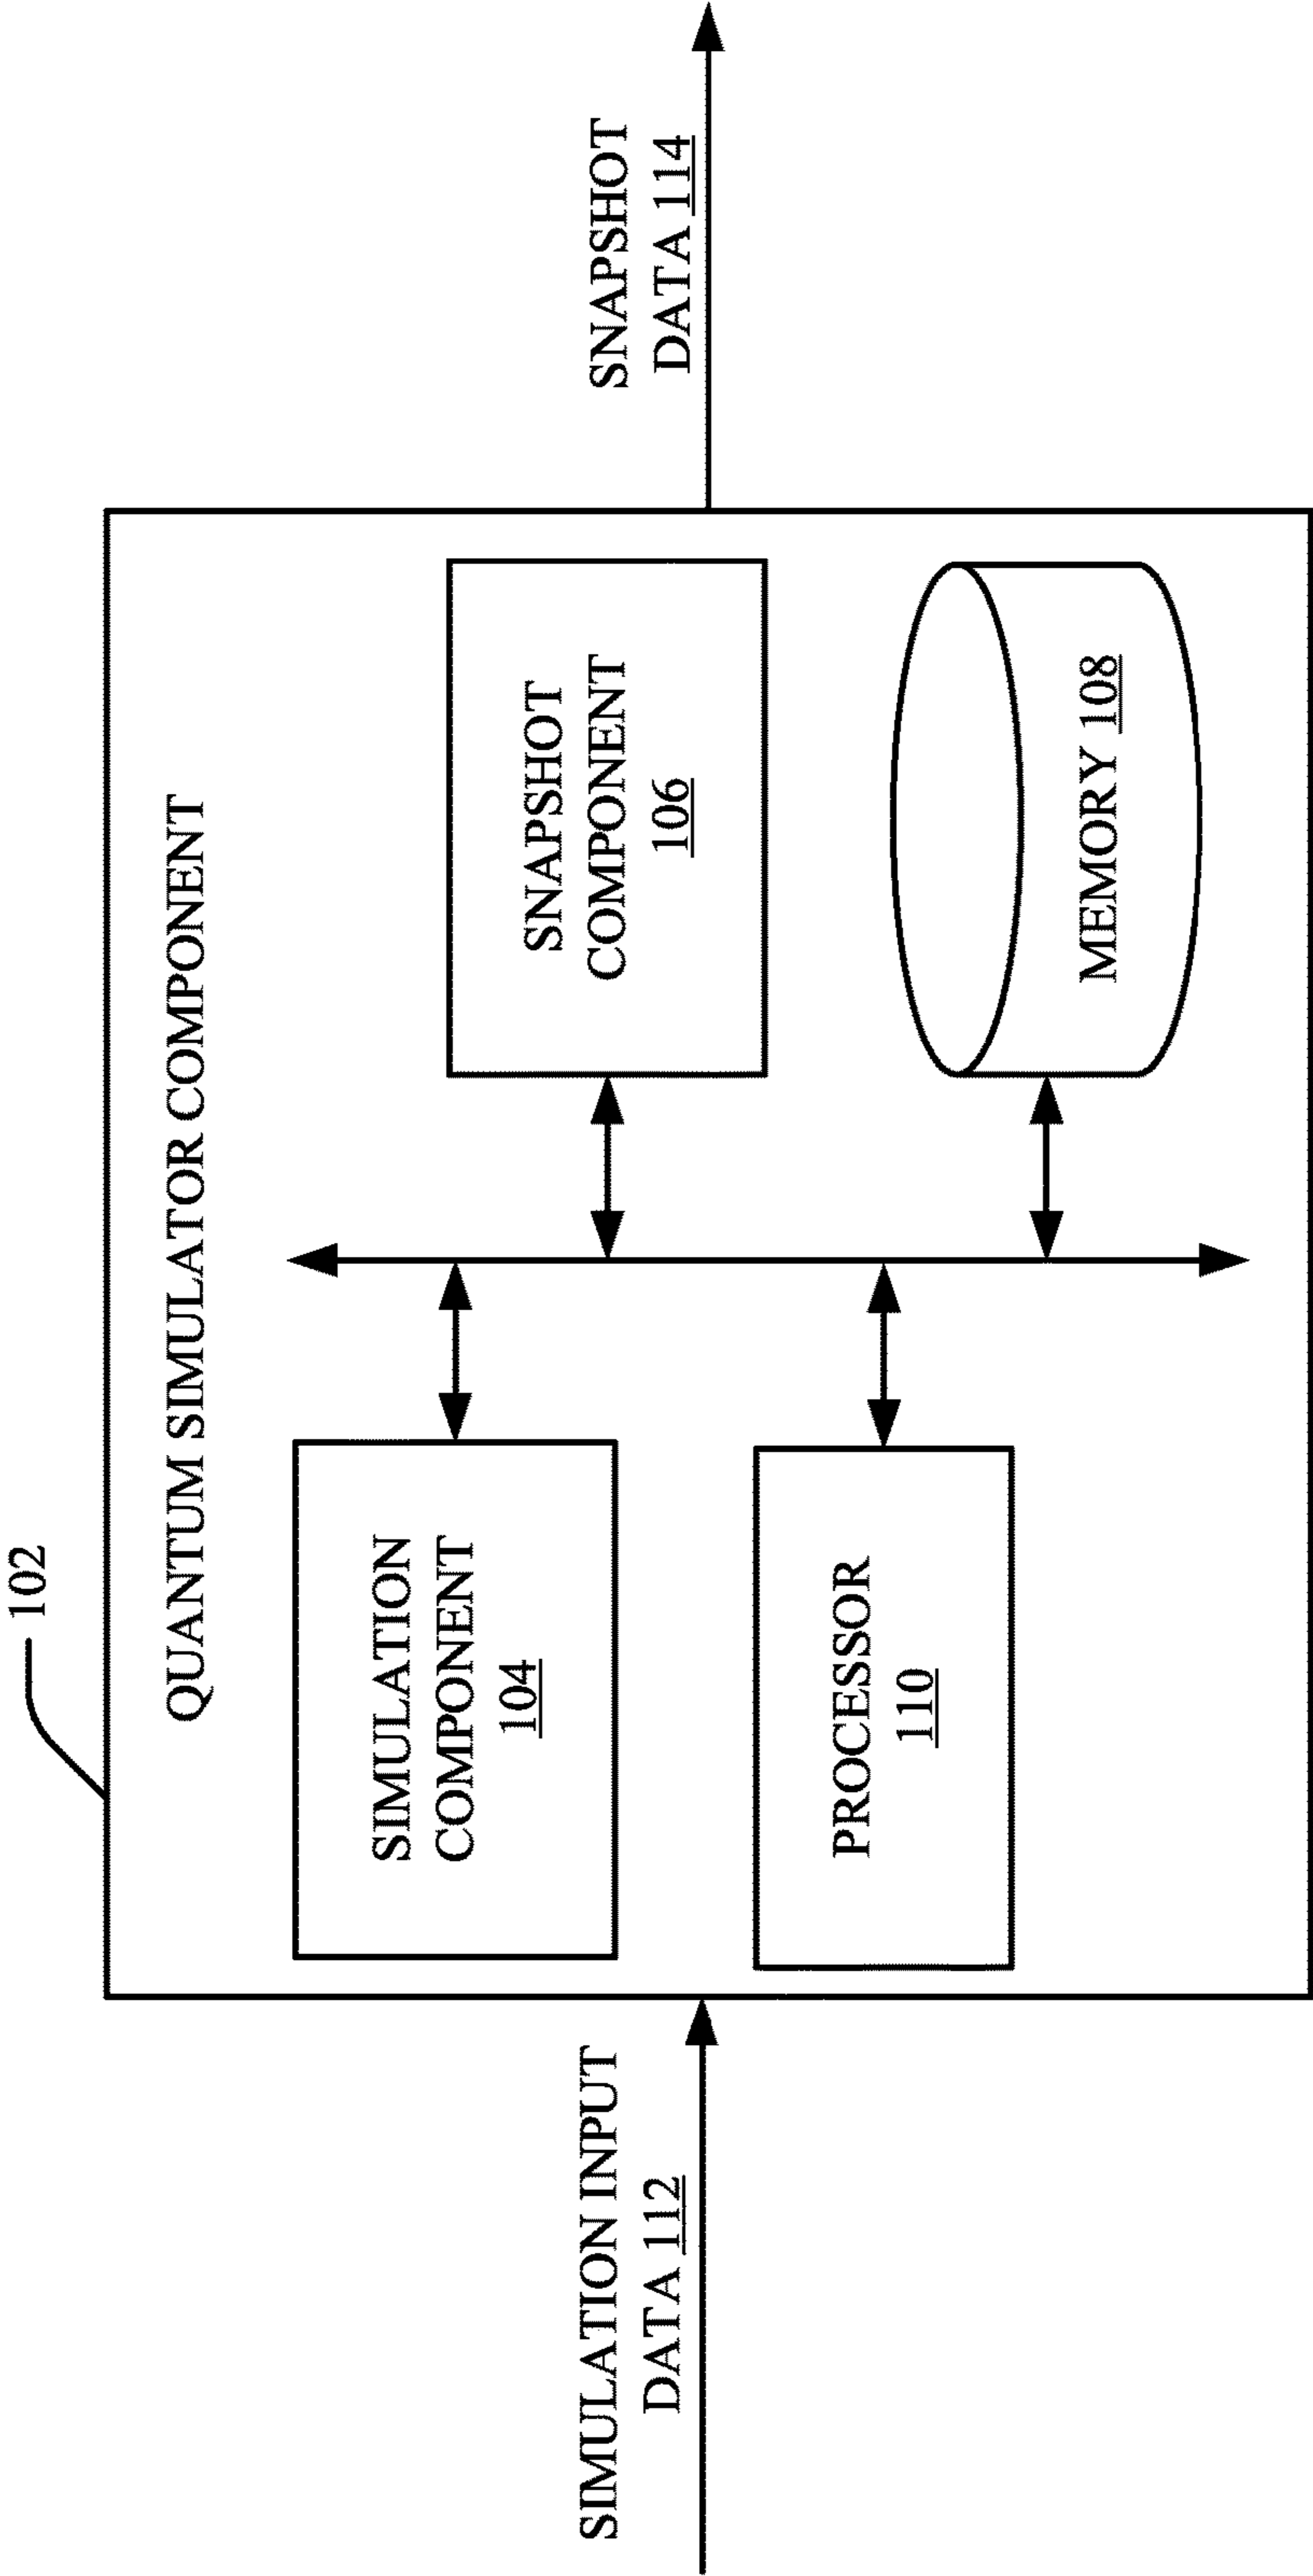 102
QUANTUM SIMULATOR COMPONENT
SIMULATION INPUT
DATA 112
SIMULATION
COMPONENT
104
SNAPSHOT
COMPONENT
106
PROCESSOR
110
MEMORY 108
SNAPSHOT
DATA 114